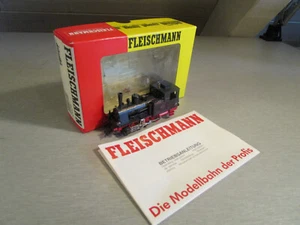 FLEISCHMANN
FLEISCHMANN
FLEISCHMANN
BETRIEBSANLEITUNG
Die Modellbahn der Profis